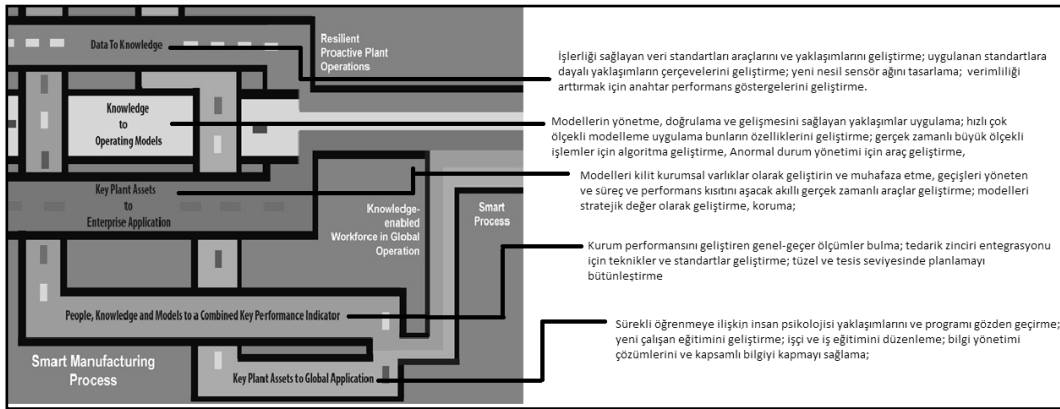 Data To Knowledge
Resilient
Proactive Plant
Operations
Knowledge
to
Operating Models
Key Plant Assets
to
Enterprise Application
Knowledge-
enabled
Workforce in Global
Operation
Smart
Process
People, Knowledge and Models to a Combined Key Performance Indicator
Smart Manufacturing
Process
Key Plant Assets to Global Application
İşlerliği sağlayan veri standartları araçlarını ve yaklaşımlarını geliştirme; uygulanan standartlara
dayalı yaklaşımların çerçevelerini geliştirme; yeni nesil sensör ağını tasarlama; verimliliği
arttırmak için anahtar performans göstergelerini geliştirme.
Modellerin yönetme, doğrulama ve gelişmesini sağlayan yaklaşımlar uygulama; hızlı çok
ölçekli modelleme uygulama bunların özelliklerini geliştirme; gerçek zamanlı büyük ölçekli
işlemler için algoritma geliştirme, Anormal durum yönetimi için araç geliştirme,
Modelleri kilit kurumsal varlıklar olarak geliştirin ve muhafaza etme, geçişleri yöneten
ve süreç ve performans kısıtını aşacak akıllı gerçek zamanlı araçlar geliştirme; modelleri
stratejik değer olarak geliştirme, koruma;
Kurum performansını geliştiren genel-geçer ölçümler bulma; tedarik zinciri entegrasyonu
için teknikler ve standartlar geliştirme; tüzel ve tesis seviyesinde planlamayı
bütünleştirme
Sürekli öğrenmeye ilişkin insan psikolojisi yaklaşımlarını ve programı gözden geçirme;
yeni çalışan eğitimini geliştirme; işçi ve iş eğitimini düzenleme; bilgi yönetimi
çözümlerini ve kapsamlı bilgiyi kapmayı sağlama;